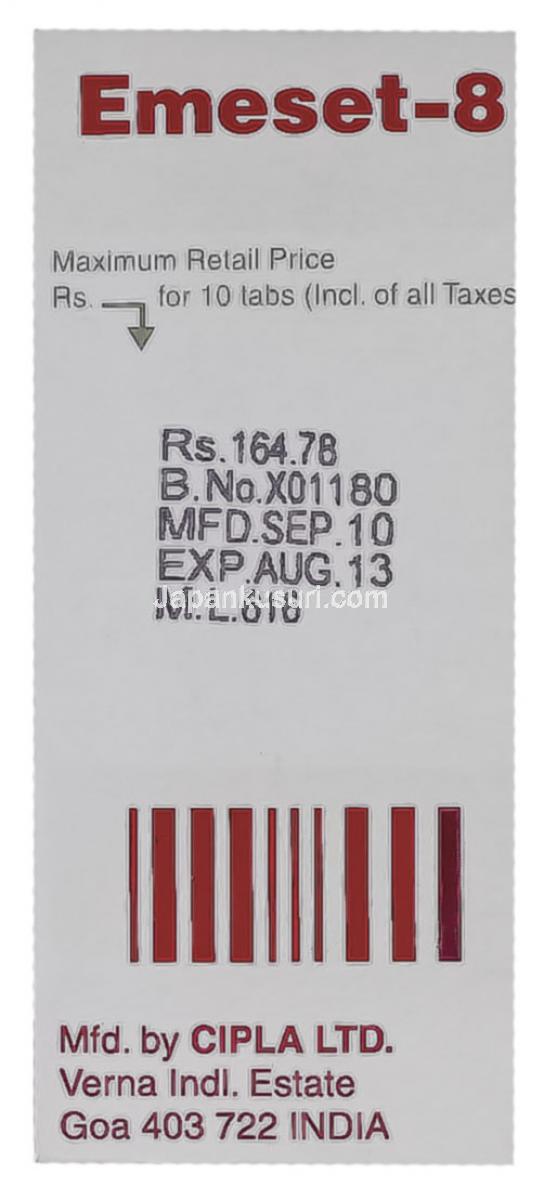 Emeset-8
Maximum Retail Price
Rs. for 10 tabs (Incl. of all Taxes
Rs.164.78
B.No.X01180
MFD.SEP.10
EXP.AUG.13
Japankusuri.com
M.L.
Mfd. by CIPLA LTD.
Verna Indl. Estate
Goa 403 722 INDIA